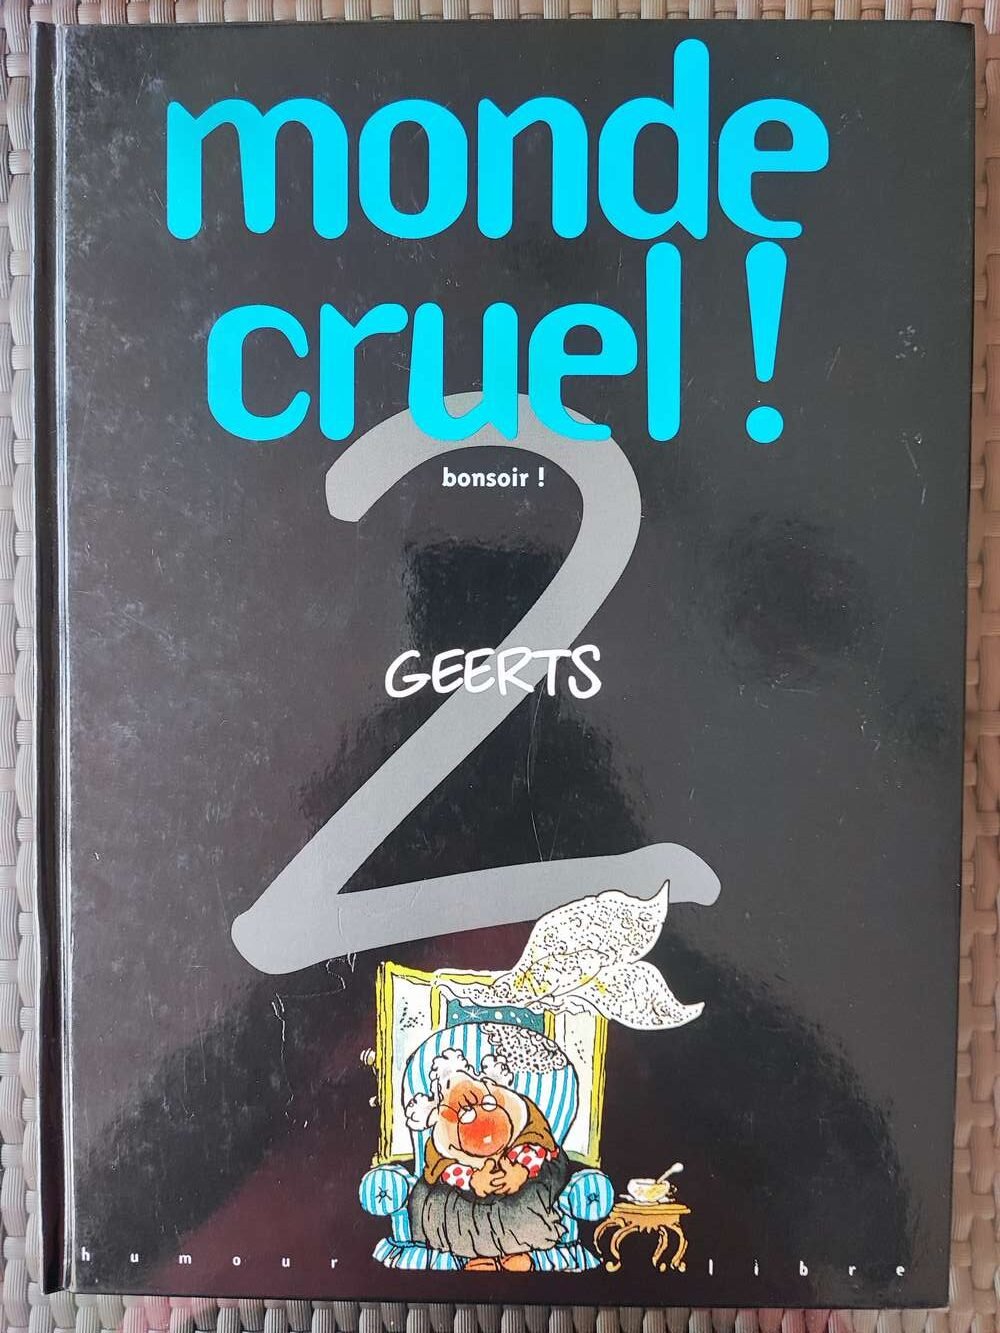 monde
cruel !
2
bonsoir !
GEERTS
humour libre